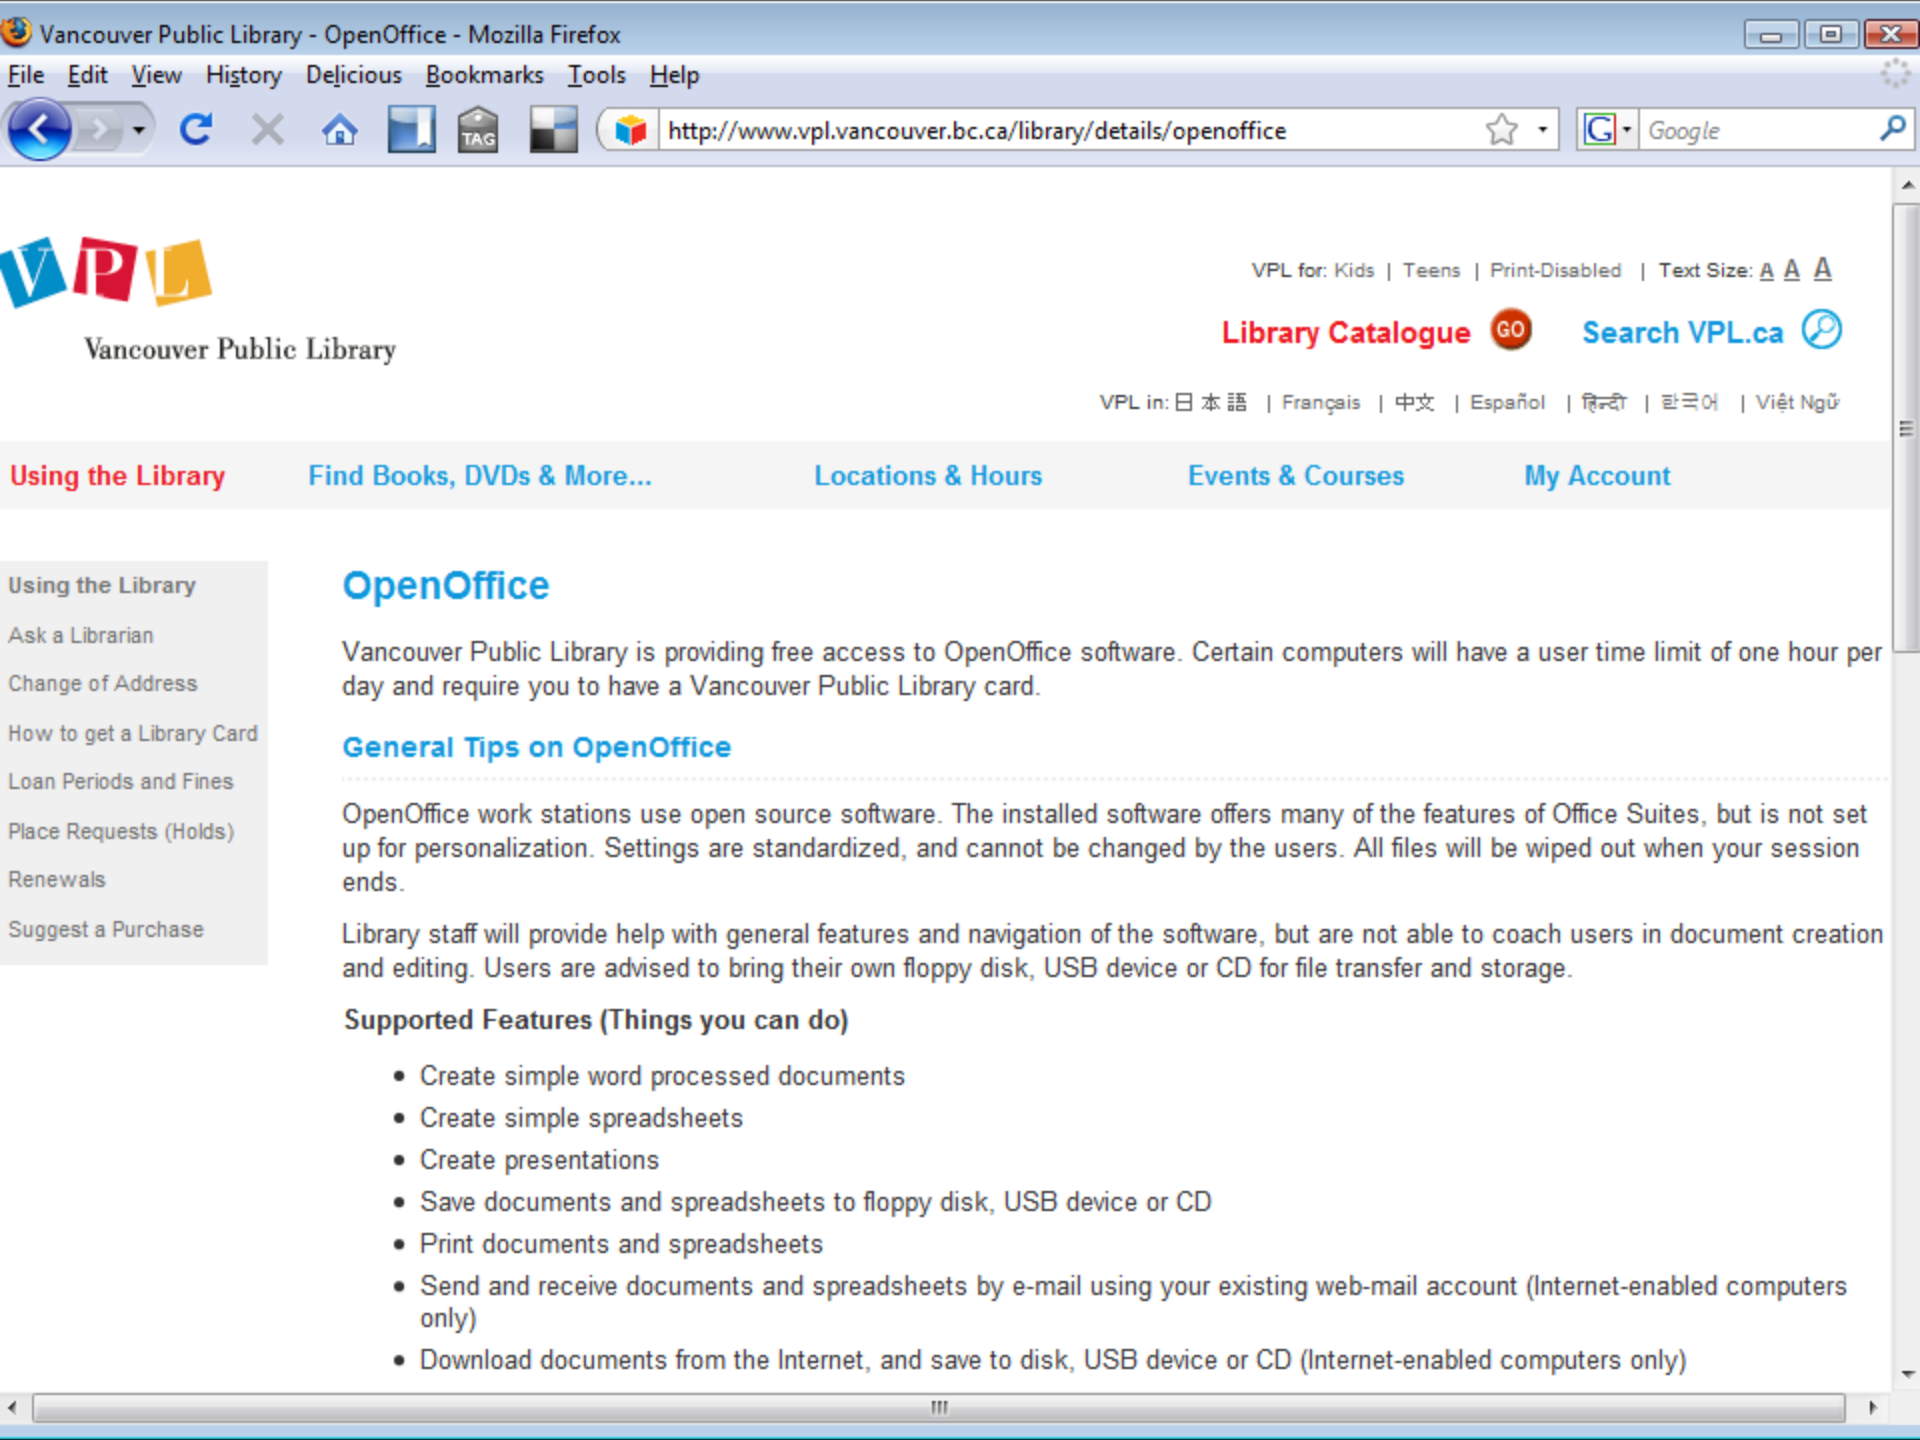 Vancouver Public Library - OpenOffice - Mozilla Firefox
File Edit View History Delicious Bookmarks Tools Help
TAG http://www.vpl.vancouver.bc.ca/library/details/openoffice G Google
VPL
Vancouver Public Library
VPL for: Kids | Teens | Print-Disabled | Text Size: A A A
Library Catalogue GO Search VPL.ca
VPL in: 日本語 | Français | 中文 | Español | हिन्दी | 한국어 | Việt Ngữ
Using the Library Find Books, DVDs & More... Locations & Hours Events & Courses My Account
Using the Library
Ask a Librarian
Change of Address
How to get a Library Card
Loan Periods and Fines
Place Requests (Holds)
Renewals
Suggest a Purchase
OpenOffice
Vancouver Public Library is providing free access to OpenOffice software. Certain computers will have a user time limit of one hour per
day and require you to have a Vancouver Public Library card.
General Tips on OpenOffice
OpenOffice work stations use open source software. The installed software offers many of the features of Office Suites, but is not set
up for personalization. Settings are standardized, and cannot be changed by the users. All files will be wiped out when your session
ends.
Library staff will provide help with general features and navigation of the software, but are not able to coach users in document creation
and editing. Users are advised to bring their own floppy disk, USB device or CD for file transfer and storage.
Supported Features (Things you can do)
• Create simple word processed documents
• Create simple spreadsheets
• Create presentations
• Save documents and spreadsheets to floppy disk, USB device or CD
• Print documents and spreadsheets
• Send and receive documents and spreadsheets by e-mail using your existing web-mail account (Internet-enabled computers
only)
• Download documents from the Internet, and save to disk, USB device or CD (Internet-enabled computers only)